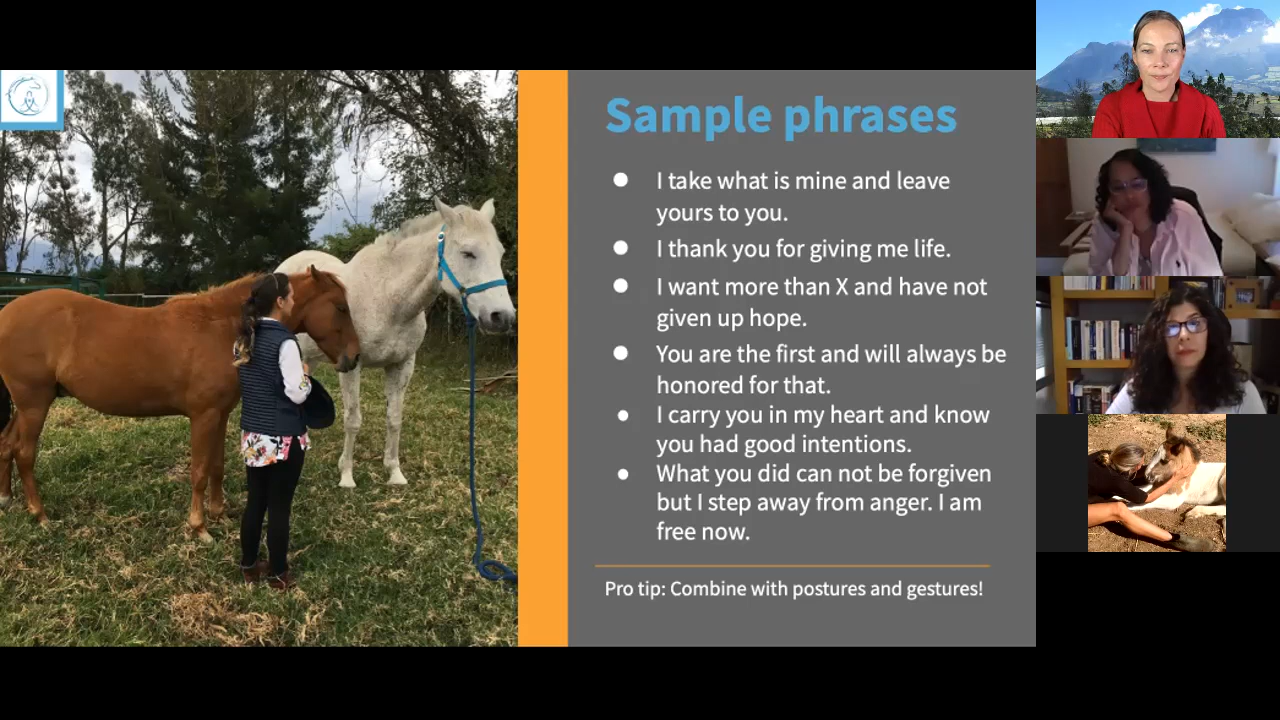 Sample phrases
● I take what is mine and leave
yours to you.
● I thank you for giving me life.
● I want more than X and have not
given up hope.
● You are the first and will always be
honored for that.
● I carry you in my heart and know
you had good intentions.
● What you did can not be forgiven
but I step away from anger. I am
free now.
Pro tip: Combine with postures and gestures!